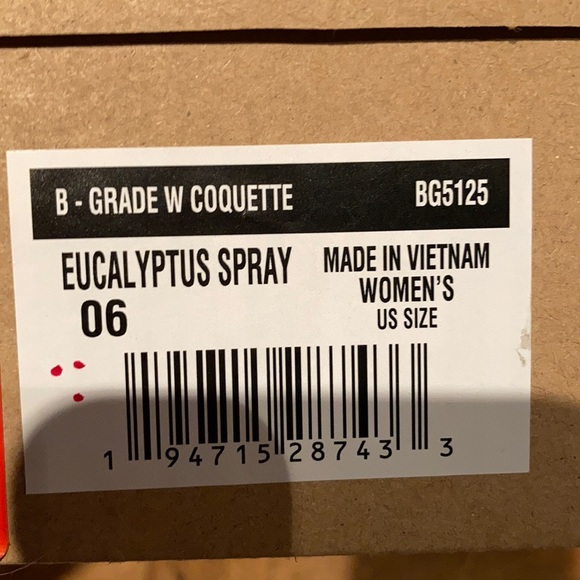 B - GRADE W COQUETTE BG5125
EUCALYPTUS SPRAY
06
MADE IN VIETNAM
WOMEN'S
US SIZE
1 94715 28743 3